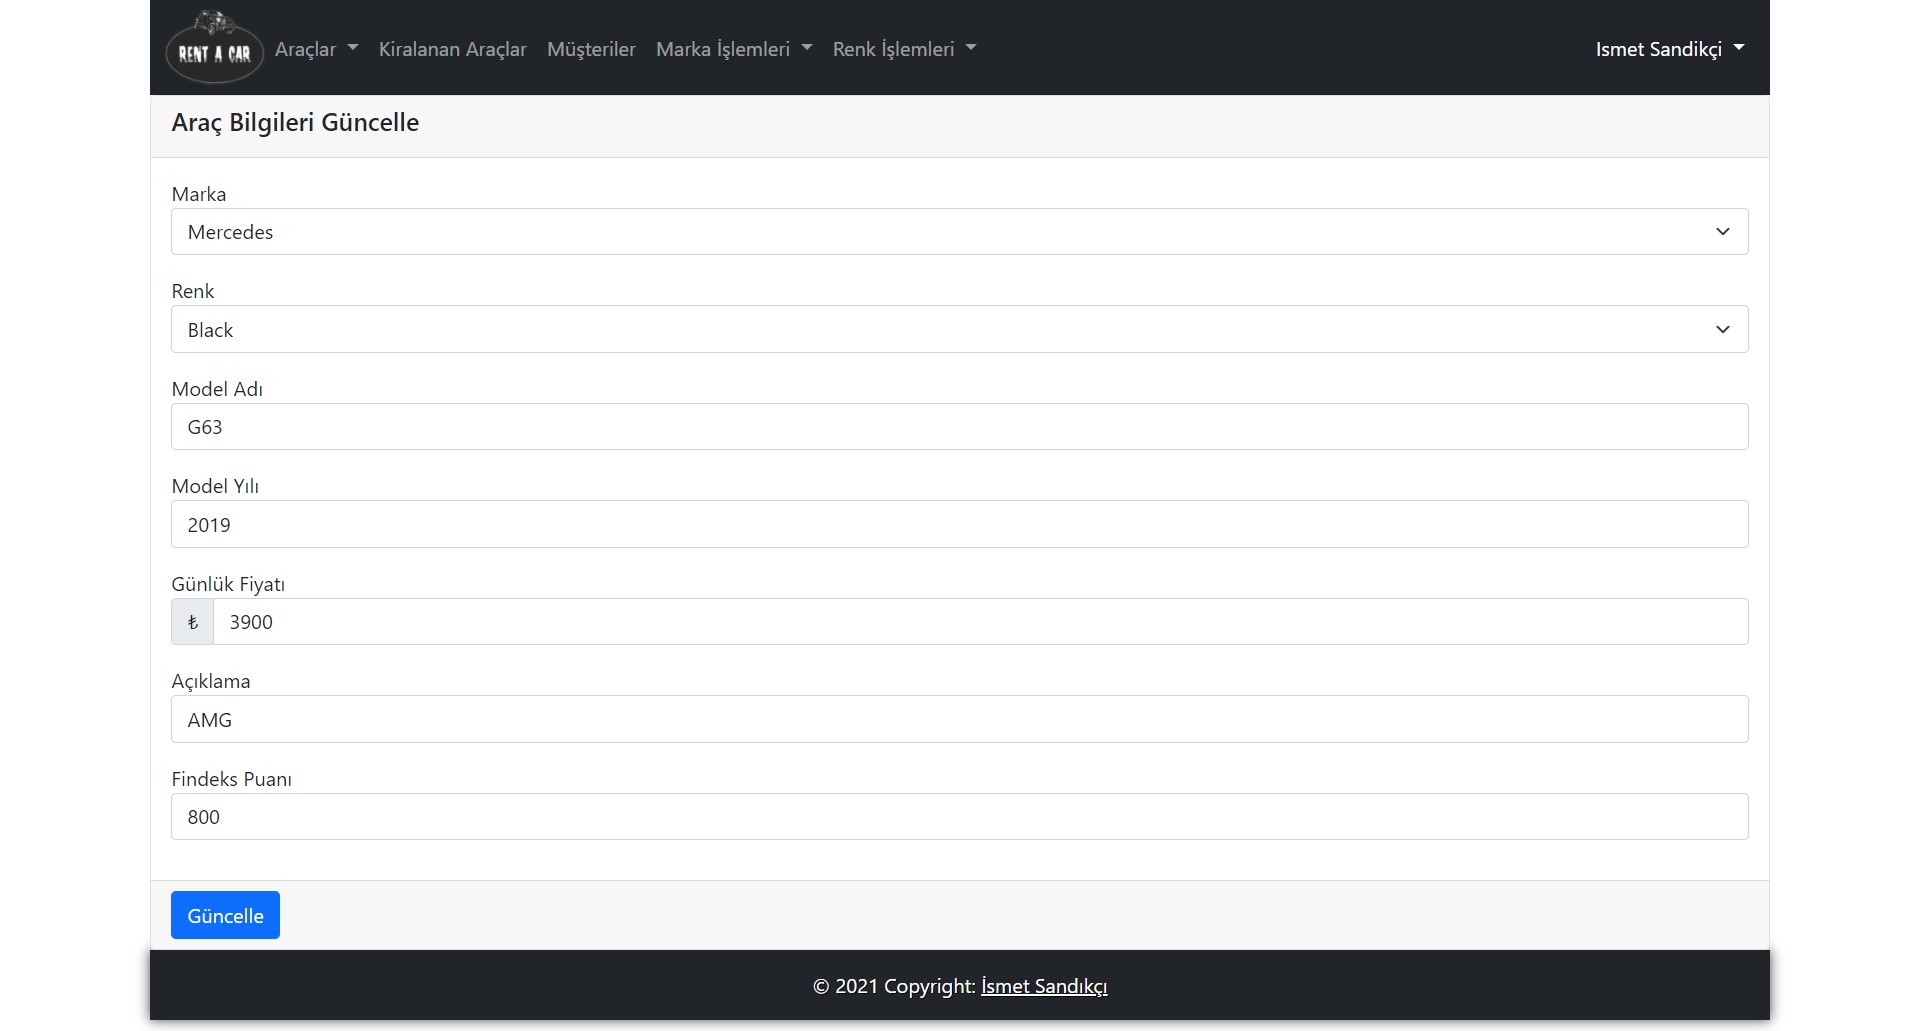 RENT A CAR
Araçlar
Kiralanan Araçlar
Müşteriler
Marka İşlemleri
Renk İşlemleri
Ismet Sandikçi
Araç Bilgileri Güncelle
Marka
Mercedes
Renk
Black
Model Adı
G63
Model Yılı
2019
Günlük Fiyatı
₺ 3900
Açıklama
AMG
Findeks Puanı
800
Güncelle
© 2021 Copyright: İsmet Sandıkçı